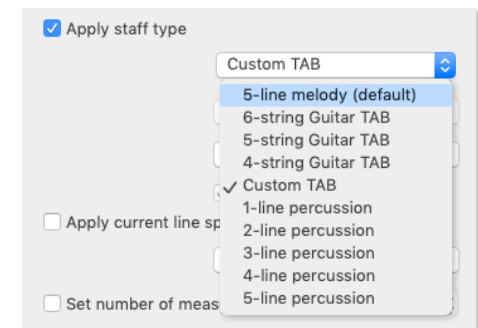 Apply staff type
Custom TAB
5-line melody (default)
6-string Guitar TAB
5-string Guitar TAB
4-string Guitar TAB
Custom TAB
1-line percussion
Apply current line sp
2-line percussion
3-line percussion
4-line percussion
Set number of meas
5-line percussion